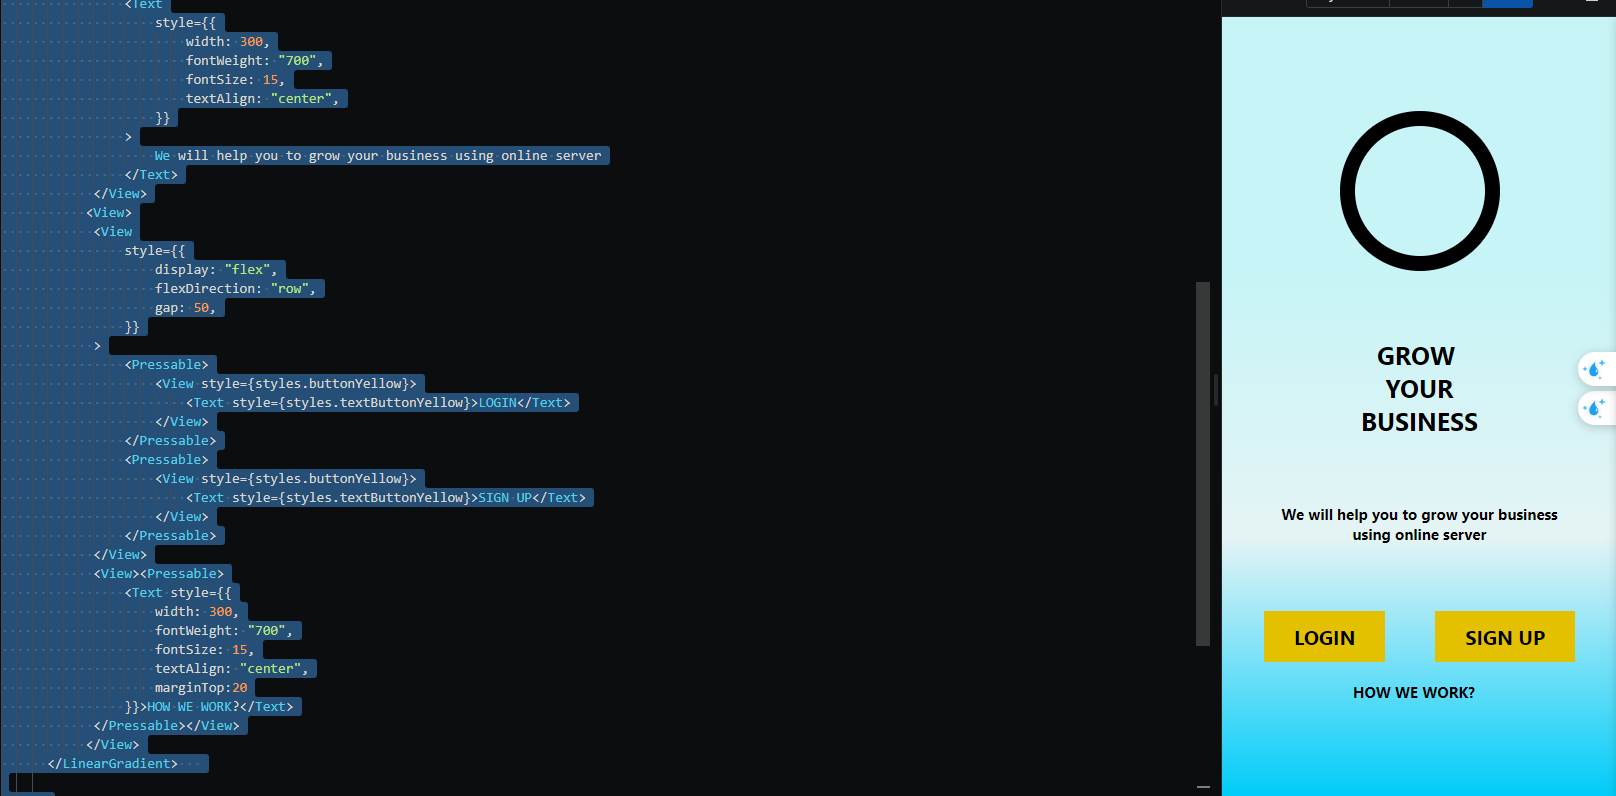 <Text
style={{
width: 300,
fontWeight: "700",
fontSize: 15,
textAlign: "center",
}}
>
We will help you to grow your business using online server
</Text>
</View>
<View>
<View
style={{
display: "flex",
flexDirection: "row",
gap: 50,
}}
>
<Pressable>
<View style={styles.buttonYellow}>
<Text style={styles.textButtonYellow}>LOGIN</Text>
</View>
</Pressable>
<Pressable>
<View style={styles.buttonYellow}>
<Text style={styles.textButtonYellow}>SIGN UP</Text>
</View>
</Pressable>
</View>
<View><Pressable>
<Text style={{
width: 300,
fontWeight: "700",
fontSize: 15,
textAlign: "center",
marginTop:20
}}>HOW WE WORK?</Text>
</Pressable></View>
</View>
</LinearGradient>
GROW
YOUR
BUSINESS
We will help you to grow your business
using online server
LOGIN SIGN UP
HOW WE WORK?